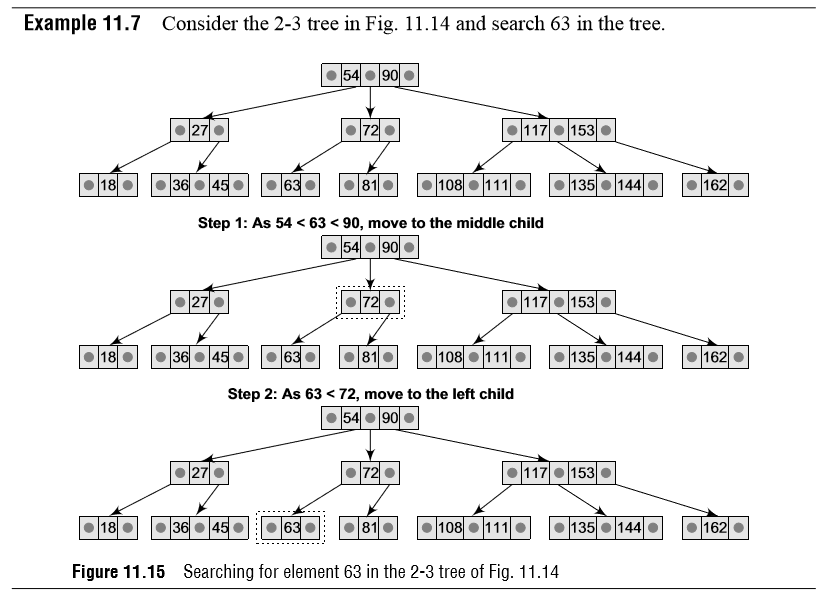 Example 11.7 Consider the 2-3 tree in Fig. 11.14 and search 63 in the tree.
54 90
27 72 117 153
18 36 45 63 81 108 111 135 144 162
Step 1: As 54 < 63 < 90, move to the middle child
54 90
27 72 117 153
18 36 45 63 81 108 111 135 144 162
Step 2: As 63 < 72, move to the left child
54 90
27 72 117 153
18 36 45 63 81 108 111 135 144 162
Figure 11.15 Searching for element 63 in the 2-3 tree of Fig. 11.14